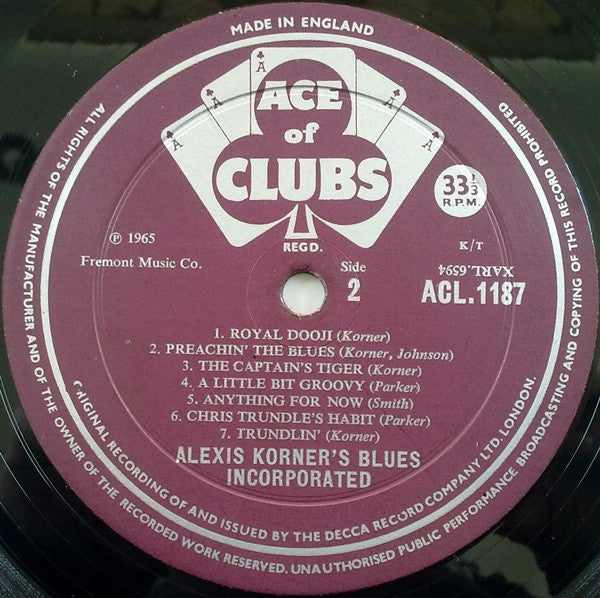 MADE IN ENGLAND
A
A
A
A
ACE
of
CLUBS
REGD.
33 1/3
R.P.M.
℗ 1965
Fremont Music Co.
Side
2
K/T
XARL.6594
ACL.1187
1. ROYAL DOOJI (Korner)
2. PREACHIN' THE BLUES (Korner, Johnson)
3. THE CAPTAIN'S TIGER (Korner)
4. A LITTLE BIT GROOVY (Parker)
5. ANYTHING FOR NOW (Smith)
6. CHRIS TRUNDLE'S HABIT (Parker)
7. TRUNDLIN' (Korner)
ALEXIS KORNER'S BLUES
INCORPORATED
ORIGINAL RECORDING OF AND ISSUED BY THE DECCA RECORD COMPANY LTD. LONDON.
ALL RIGHTS OF THE MANUFACTURER AND OF THE OWNER OF THE RECORDED WORK RESERVED. UNAUTHORISED PUBLIC PERFORMANCE BROADCASTING AND COPYING OF THIS RECORD PROHIBITED